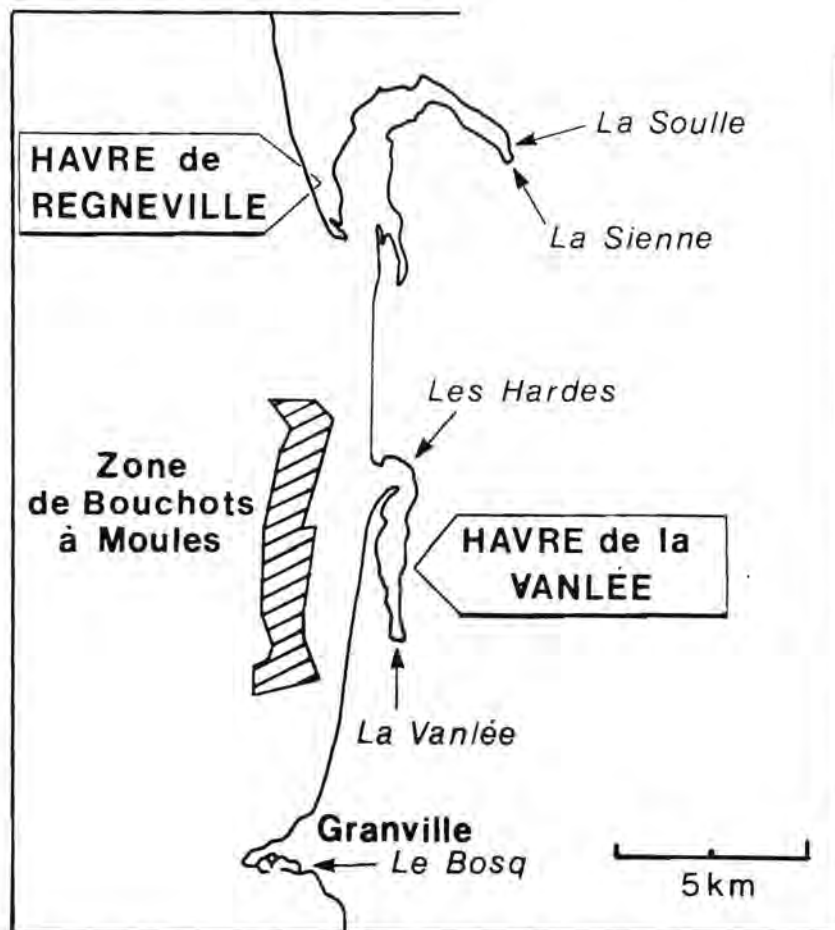 La Soulle
HAVRE de
REGNEVILLE
La Sienne
Les Hardes
Zone
de Bouchots
à Moules
HAVRE de la
VANLÉE
La Vanlée
Granville
Le Bosq
5km